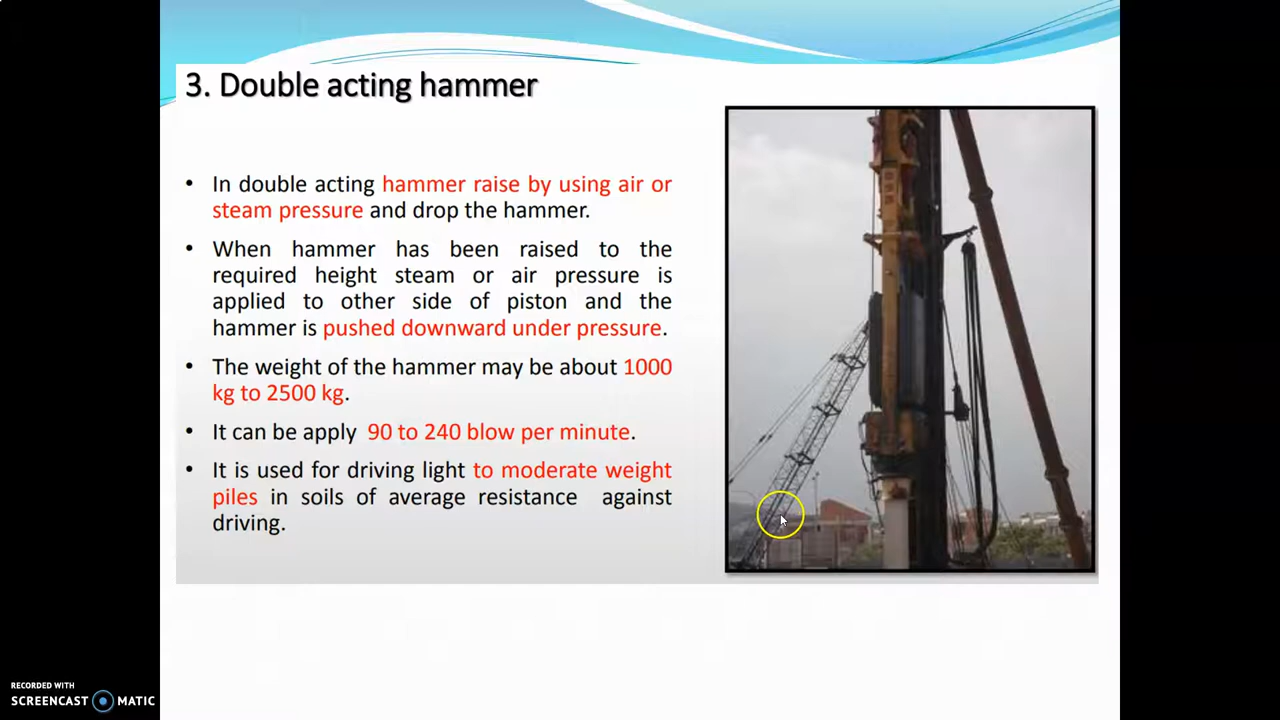 3. Double acting hammer
• In double acting hammer raise by using air or
steam pressure and drop the hammer.
• When hammer has been raised to the
required height steam or air pressure is
applied to other side of piston and the
hammer is pushed downward under pressure.
• The weight of the hammer may be about 1000
kg to 2500 kg.
• It can be apply 90 to 240 blow per minute.
• It is used for driving light to moderate weight
piles in soils of average resistance against
driving.
RECORDED WITH
SCREENCAST MATIC